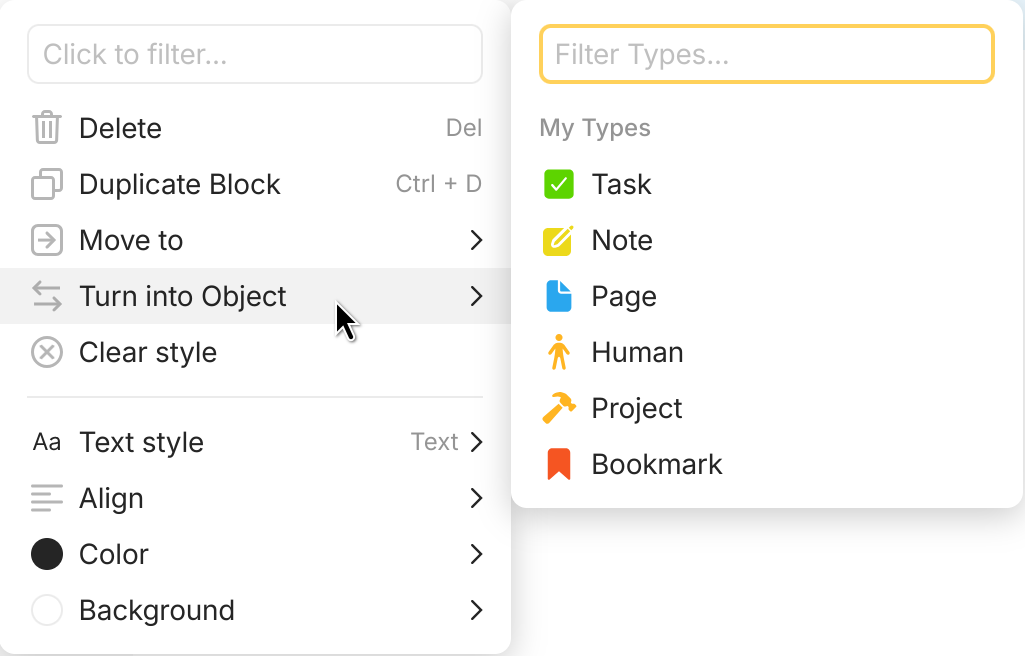 Click to filter...
Delete Del
Duplicate Block Ctrl + D
Move to
Turn into Object
Clear style
Aa Text style Text
Align
Color
Background
Filter Types...
My Types
Task
Note
Page
Human
Project
Bookmark